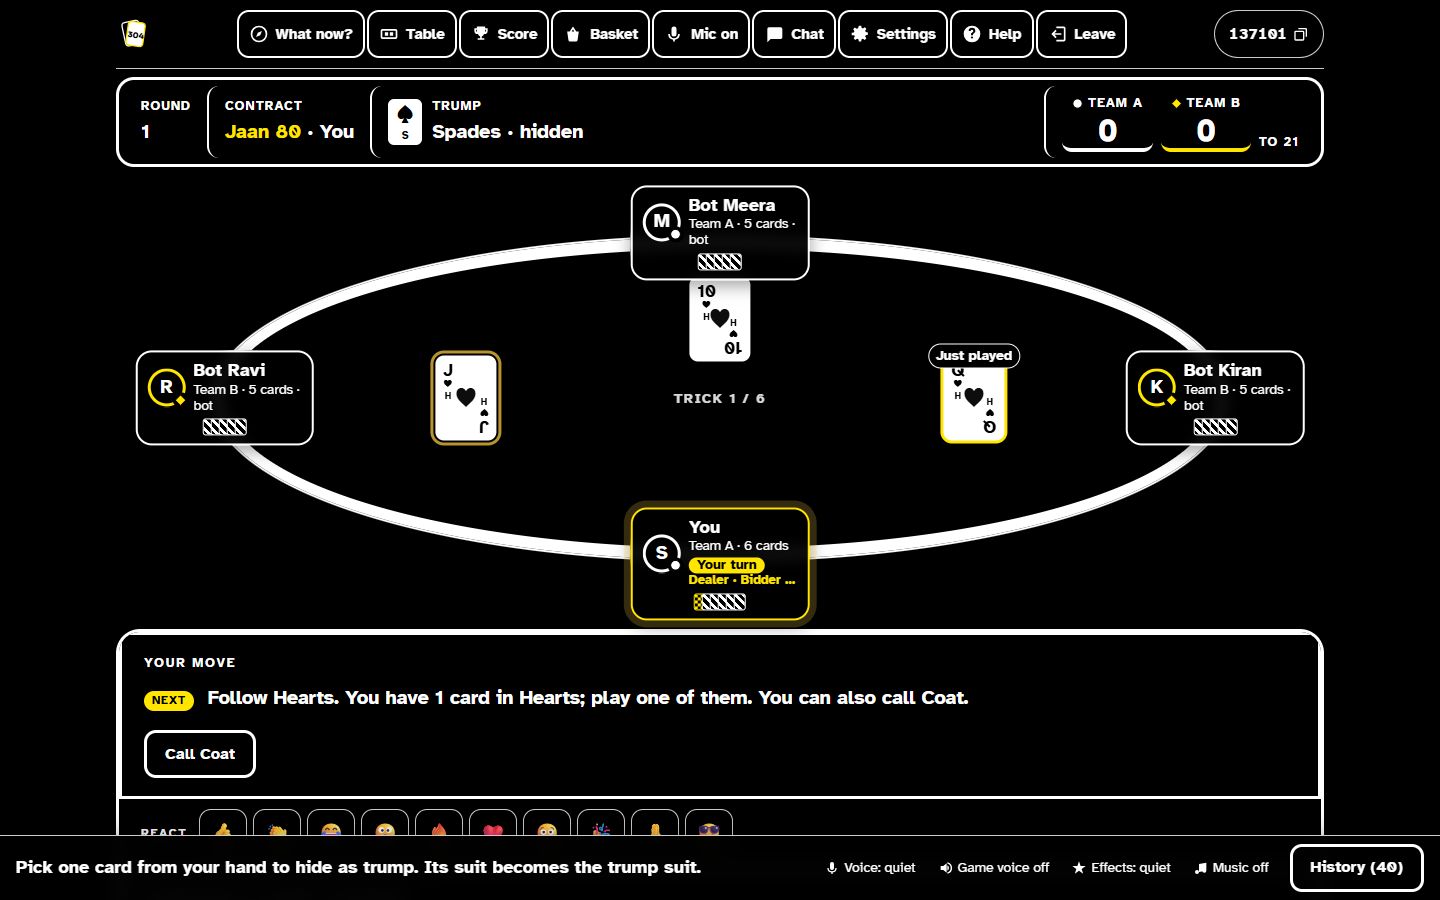 304
What now?
Table
Score
Basket
Mic on
Chat
Settings
Help
Leave
137101
ROUND
1
CONTRACT
Jaan 80 · You
S
TRUMP
Spades · hidden
TEAM A
0
TEAM B
0
TO 21
M
Bot Meera
Team A · 5 cards ·
bot
10
H
H
10
R
Bot Ravi
Team B · 5 cards ·
bot
J
H
H
J
TRICK 1 / 6
Just played
Q
H
H
Q
K
Bot Kiran
Team B · 5 cards ·
bot
S
You
Team A · 6 cards
Your turn
Dealer · Bidder ...
YOUR MOVE
NEXT
Follow Hearts. You have 1 card in Hearts; play one of them. You can also call Coat.
Call Coat
REACT
Pick one card from your hand to hide as trump. Its suit becomes the trump suit.
Voice: quiet
Game voice off
Effects: quiet
Music off
History (40)